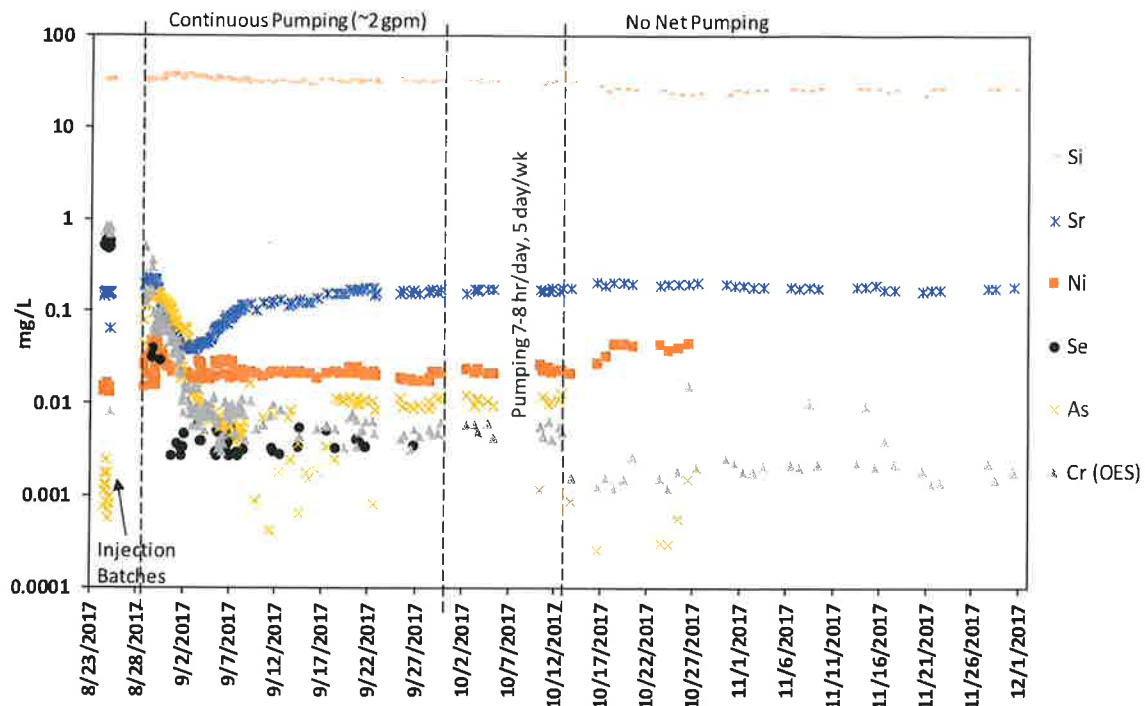 Continuous Pumping (~2 gpm)
No Net Pumping
100
10
1
0.1
0.01
0.001
0.0001
mg/L
Pumping 7-8 hr/day, 5 day/wk
Injection
Batches
8/23/2017
8/28/2017
9/2/2017
9/7/2017
9/12/2017
9/17/2017
9/22/2017
9/27/2017
10/2/2017
10/7/2017
10/12/2017
10/17/2017
10/22/2017
10/27/2017
11/1/2017
11/6/2017
11/11/2017
11/16/2017
11/21/2017
11/26/2017
12/1/2017
Si
Sr
Ni
Se
As
Cr (OES)